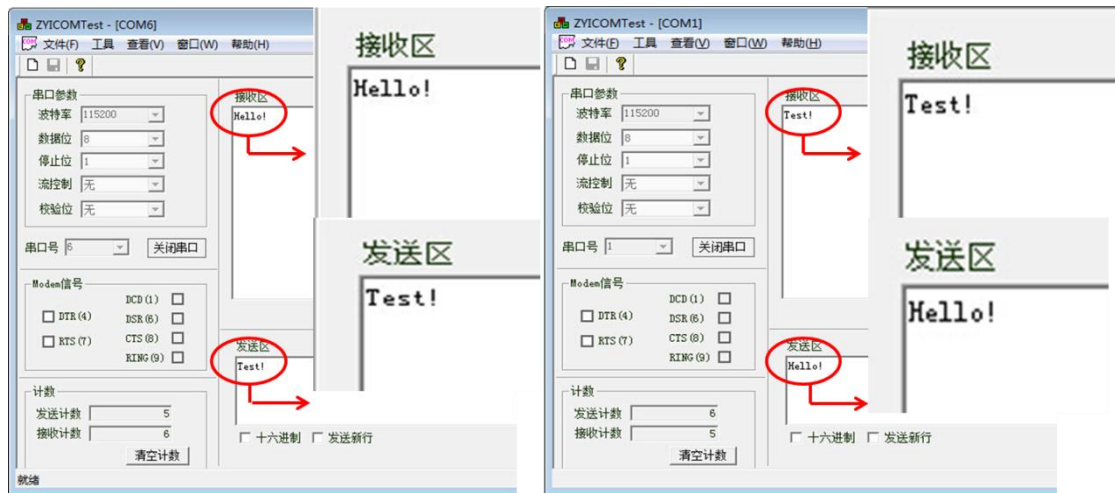 ZYICOMTest - [COM6]
文件(F) 工具 查看(V) 窗口(W) 帮助(H)
串口参数
波特率 115200
数据位 8
停止位 1
流控制 无
校验位 无
串口号 6 关闭串口
Modem信号
DCD(1)
DTR(4) DSR(6)
RTS(7) CTS(8)
RING(9)
计数
发送计数 5
接收计数 6
清空计数
就绪
接收区
Hello!
发送区
Test!
十六进制 发送新行
接收区
Hello!
发送区
Test!
ZYICOMTest - [COM1]
文件(F) 工具 查看(V) 窗口(W) 帮助(H)
串口参数
波特率 115200
数据位 8
停止位 1
流控制 无
校验位 无
串口号 1 关闭串口
Modem信号
DCD(1)
DTR(4) DSR(6)
RTS(7) CTS(8)
RING(9)
计数
发送计数 6
接收计数 5
清空计数
接收区
Test!
发送区
Hello!
十六进制 发送新行
接收区
Test!
发送区
Hello!